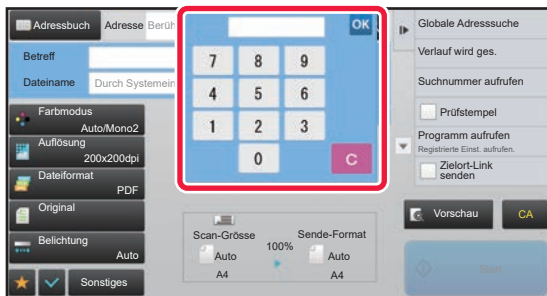 Adressbuch
Adresse
Berüh
OK
Betreff
Dateiname
Durch Systemein
7 8 9
4 5 6
1 2 3
0 C
Globale Adresssuche
Verlauf wird ges.
Suchnummer aufrufen
Prüfstempel
Programm aufrufen
Registrierte Einst. aufrufen.
Zielort-Link
senden
Farbmodus
Auto/Mono2
Auflösung
200x200dpi
Dateiformat
PDF
Original
Belichtung
Auto
Sonstiges
Scan-Grösse
Auto
A4
100%
Sende-Format
Auto
A4
Vorschau
CA
Start